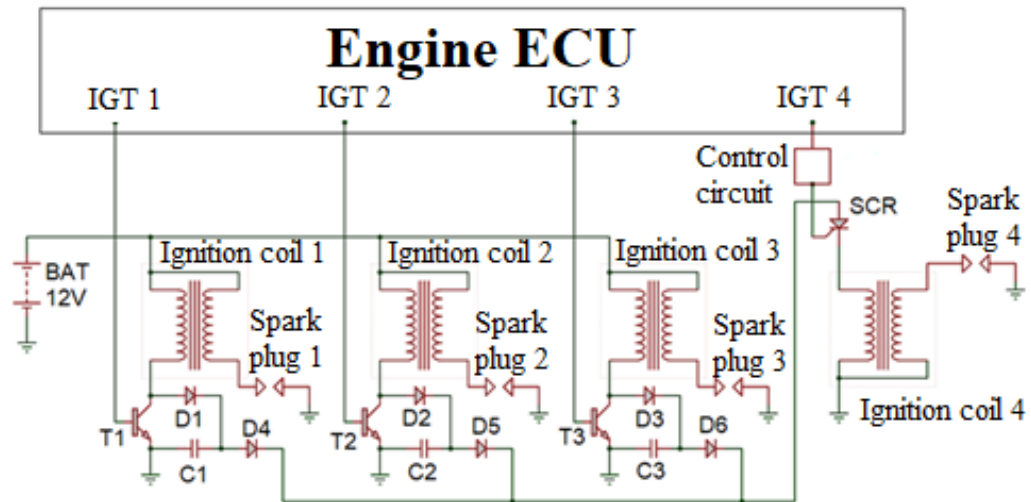 Engine ECU
IGT 1
IGT 2
IGT 3
IGT 4
Control
circuit
SCR
Spark
plug 4
BAT
12V
Ignition coil 1
Ignition coil 2
Ignition coil 3
Spark
plug 1
Spark
plug 2
Spark
plug 3
Ignition coil 4
T1
D1
C1
D4
T2
D2
C2
D5
T3
D3
C3
D6